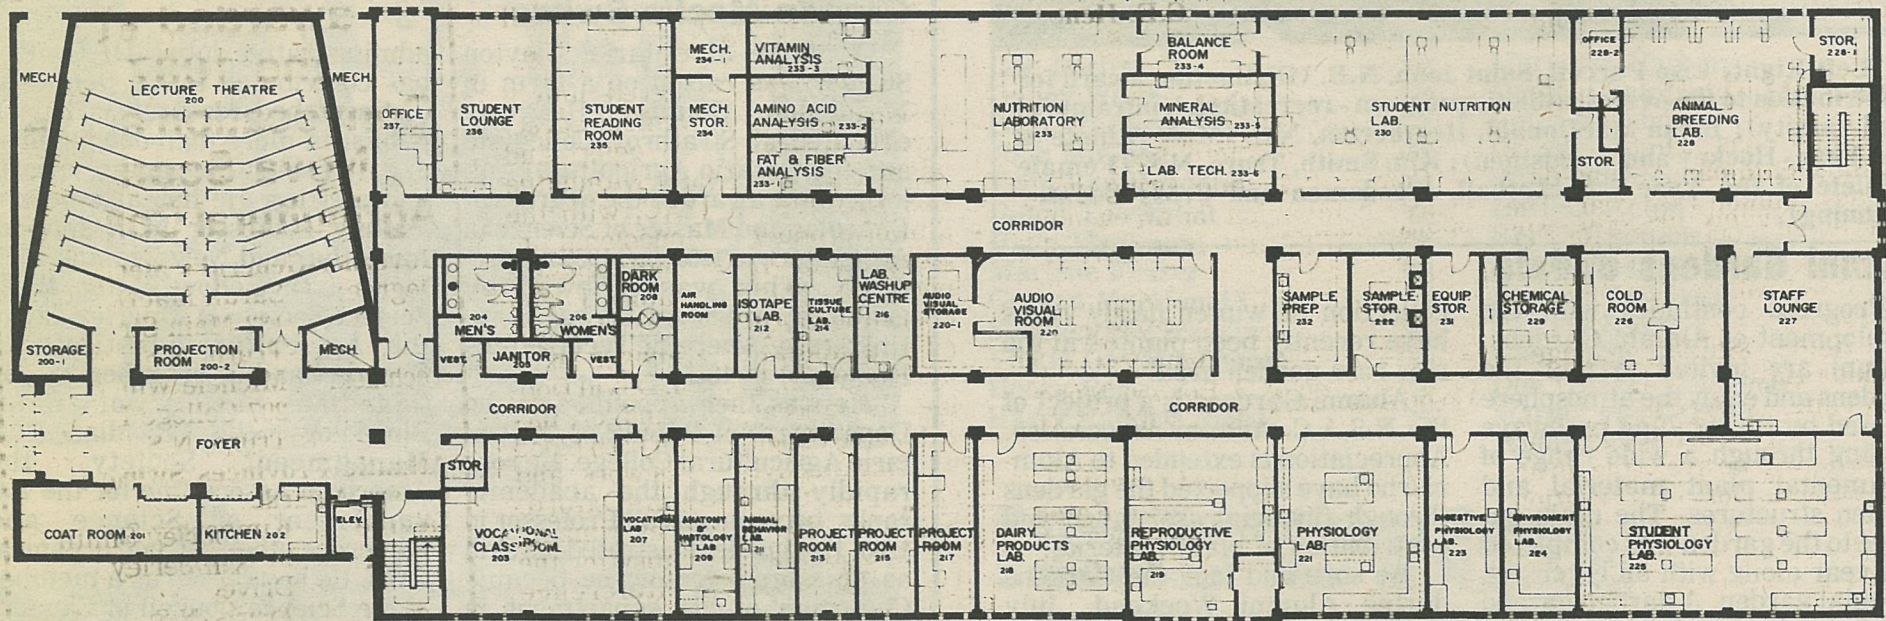 MECH.
LECTURE THEATRE
200
MECH.
OFFICE
237
STUDENT
LOUNGE
236
STUDENT
READING
ROOM
235
MECH.
234-1
MECH.
STOR.
234
VITAMIN
ANALYSIS
233-3
AMINO ACID
ANALYSIS 233-2
FAT & FIBER
ANALYSIS
233-1
NUTRITION
LABORATORY
233
BALANCE
ROOM
233-4
MINERAL
ANALYSIS 233-5
LAB. TECH. 233-6
STUDENT NUTRITION
LAB.
230
OFFICE
228-2
STOR.
ANIMAL
BREEDING
LAB.
228
STOR.
228-1
CORRIDOR
STORAGE
200-1
PROJECTION
ROOM 200-2
MECH.
204
MEN'S
206
WOMEN'S
VEST.
JANITOR
205
VEST.
DARK
ROOM
208
AIR
HANDLING
ROOM
ISOTAPE
LAB.
212
TISSUE
CULTURE
LAB.
214
LAB.
WASHUP
CENTRE
216
AUDIO
VISUAL
STORAGE
220-1
AUDIO
VISUAL
ROOM
220
SAMPLE
PREP.
232
SAMPLE
STOR.
222
EQUIP.
STOR.
231
CHEMICAL
STORAGE
229
COLD
ROOM
226
STAFF
LOUNGE
227
CORRIDOR
CORRIDOR
FOYER
STOR.
COAT ROOM 201
KITCHEN 202
ELEV.
203
VOCATIONAL
LAB
207
ANATOMY
&
HISTOLOGY
LAB
209
ANIMAL
BEHAVIOR
LAB.
211
PROJECT
ROOM
213
PROJECT
ROOM
215
PROJECT
ROOM
217
DAIRY
PRODUCTS
LAB.
218
REPRODUCTIVE
PHYSIOLOGY
LAB.
219
PHYSIOLOGY
LAB.
221
DIGESTIVE
PHYSIOLOGY
LAB.
223
ENVIROMENT
PHYSIOLOGY
LAB.
224
STUDENT
PHYSIOLOGY
LAB.
225